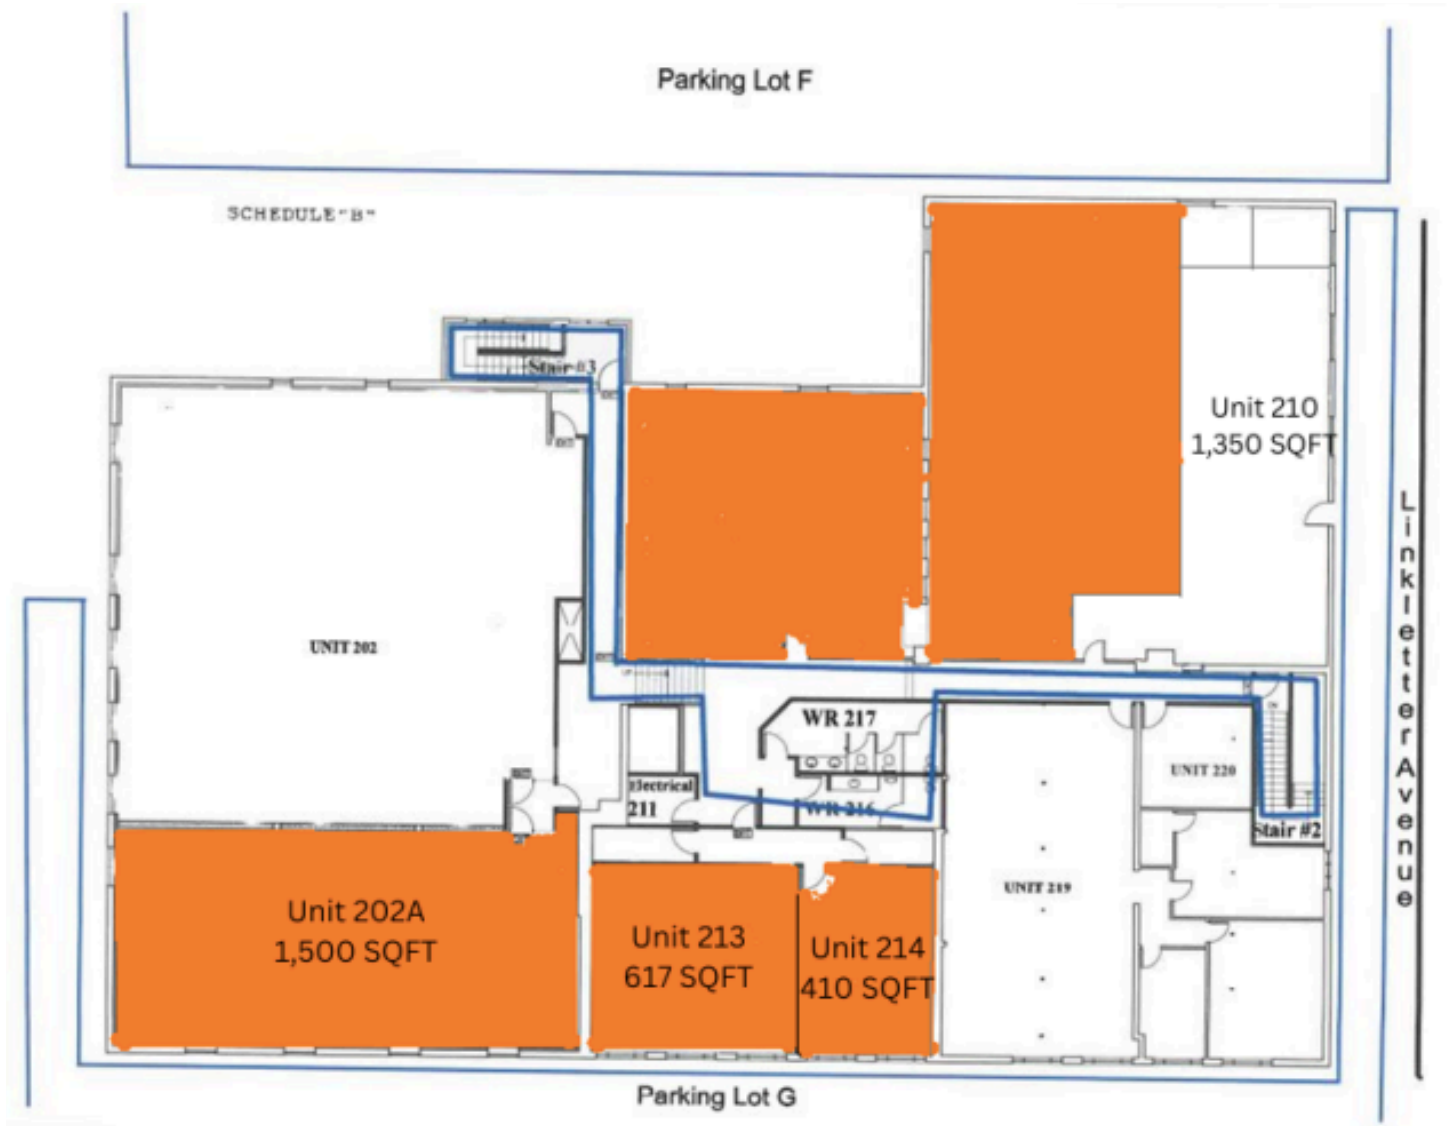 Parking Lot F
SCHEDULE "B"
Stair #3
Unit 210
1,350 SQFT
Linkletter Avenue
UNIT 202
WR 217
UNIT 220
Electrical
211
WR 216
Stair #2
UNIT 219
Unit 202A
1,500 SQFT
Unit 213
617 SQFT
Unit 214
410 SQFT
Parking Lot G